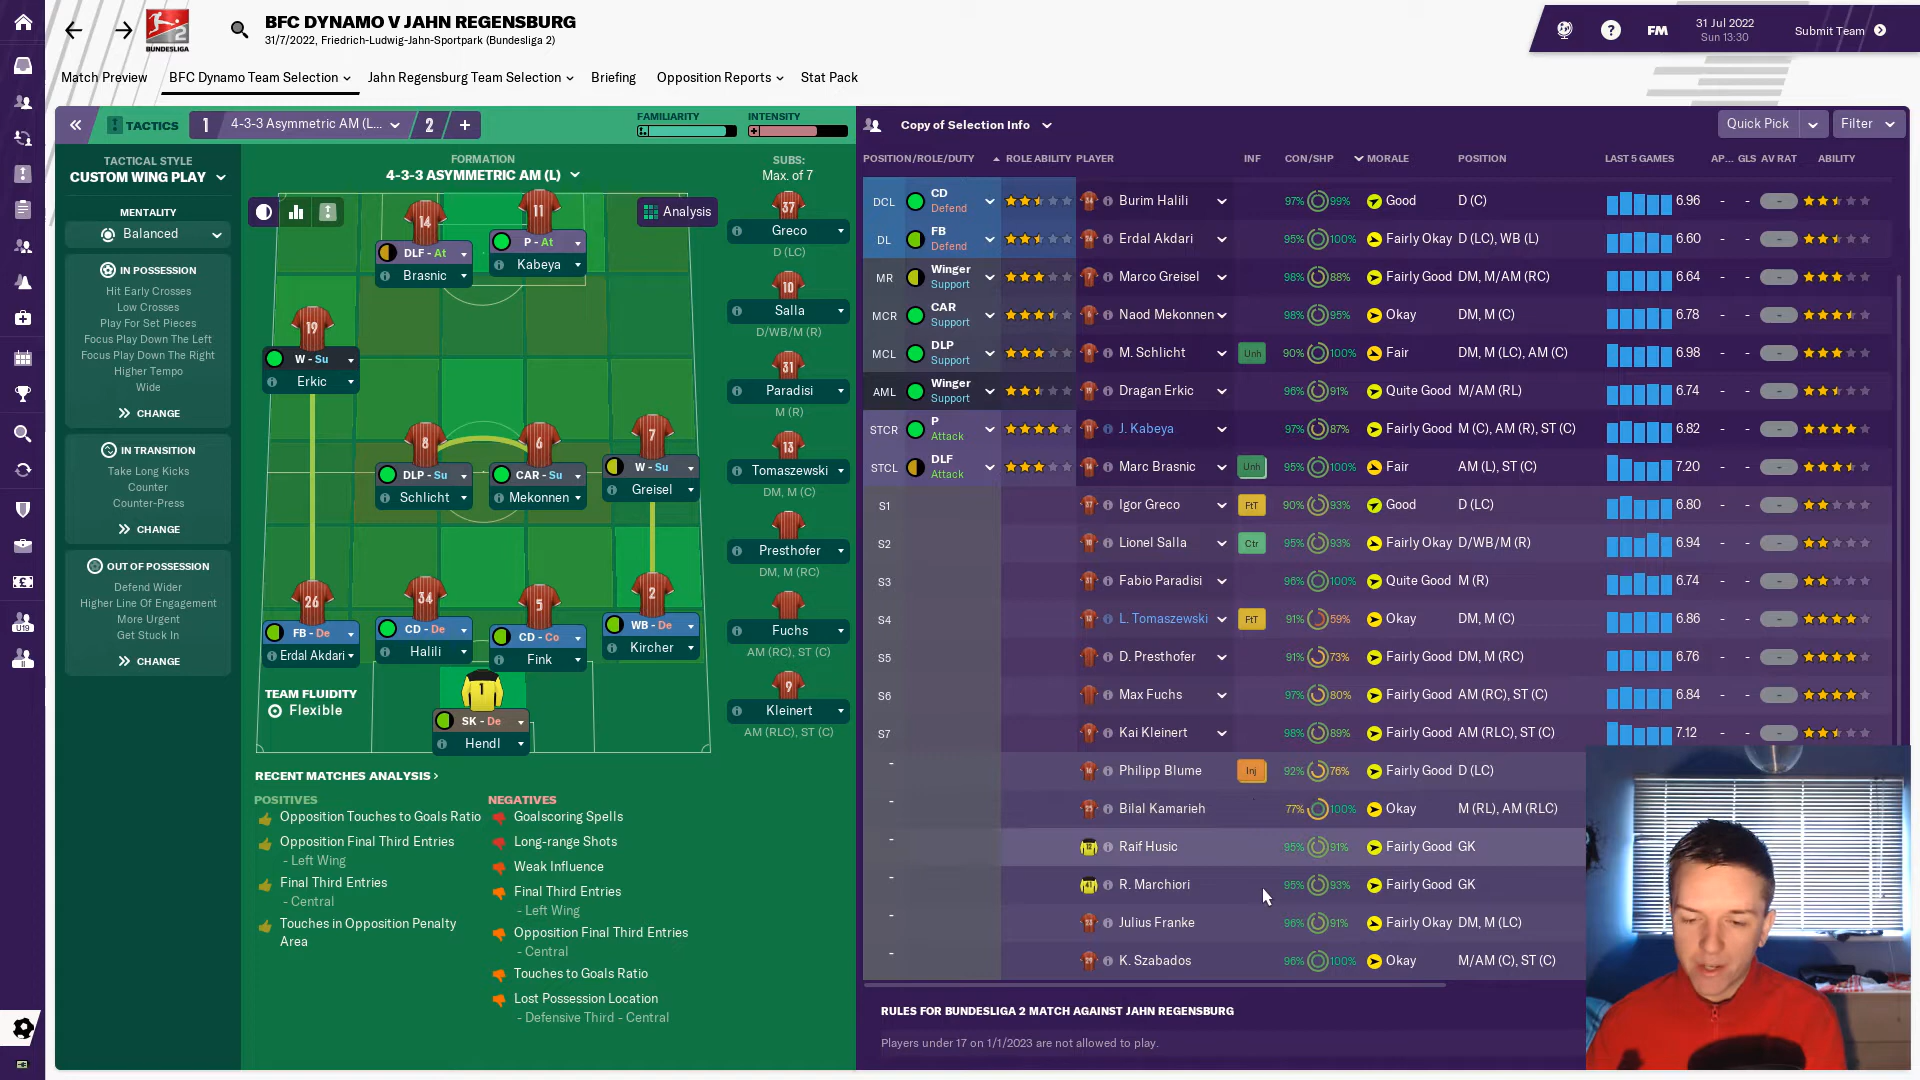 BFC DYNAMO V JAHN REGENSBURG
31/7/2022, Friedrich-Ludwig-Jahn-Sportpark (Bundesliga 2)
BUNDESLIGA
FM
31 Jul 2022
Sun 13:30
Submit Team
Match Preview
BFC Dynamo Team Selection
Jahn Regensburg Team Selection
Briefing
Opposition Reports
Stat Pack
TACTICS
1 4-3-3 Asymmetric AM (L...
2 +
FAMILIARITY
INTENSITY
TACTICAL STYLE
CUSTOM WING PLAY
MENTALITY
Balanced
IN POSSESSION
Hit Early Crosses
Low Crosses
Play For Set Pieces
Focus Play Down The Left
Focus Play Down The Right
Higher Tempo
Wide
CHANGE
IN TRANSITION
Take Long Kicks
Counter
Counter-Press
CHANGE
OUT OF POSSESSION
Defend Wider
Higher Line Of Engagement
More Urgent
Get Stuck In
CHANGE
FORMATION
4-3-3 ASYMMETRIC AM (L)
Analysis
14
DLF - At
Brasnic
11
P - At
Kabeya
19
W - Su
Erkic
8
DLP - Su
Schlicht
6
CAR - Su
Mekonnen
7
W - Su
Greisel
26
FB - De
Erdal Akdari
34
CD - De
Halili
5
CD - Co
Fink
2
WB - De
Kircher
1
SK - De
Hendl
TEAM FLUIDITY
Flexible
SUBS:
Max. of 7
37
Greco
D (LC)
10
Salla
D/WB/M (R)
31
Paradisi
M (R)
13
Tomaszewski
DM, M (C)
Presthofer
DM, M (RC)
Fuchs
AM (RC), ST (C)
9
Kleinert
AM (RLC), ST (C)
RECENT MATCHES ANALYSIS >
POSITIVES
Opposition Touches to Goals Ratio
Opposition Final Third Entries
- Left Wing
Final Third Entries
- Central
Touches in Opposition Penalty
Area
NEGATIVES
Goalscoring Spells
Long-range Shots
Weak Influence
Final Third Entries
- Left Wing
Opposition Final Third Entries
- Central
Touches to Goals Ratio
Lost Possession Location
- Defensive Third - Central
Copy of Selection Info
Quick Pick
Filter
POSITION/ROLE/DUTY ROLE ABILITY PLAYER INF CON/SHP MORALE POSITION LAST 5 GAMES AP... GLS AV RAT ABILITY
DCL CD Defend Burim Halili 97% 99% Good D (C) 6.96 - - -
DL FB Defend Erdal Akdari 95% 100% Fairly Okay D (LC), WB (L) 6.60 - - -
MR Winger Support Marco Greisel 98% 88% Fairly Good DM, M/AM (RC) 6.64 - - -
MCR CAR Support Naod Mekonnen 98% 95% Okay DM, M (C) 6.78 - - -
MCL DLP Support M. Schlicht Unh 90% 100% Fair DM, M (LC), AM (C) 6.98 - - -
AML Winger Support Dragan Erkic 96% 91% Quite Good M/AM (RL) 6.74 - - -
STCR P Attack J. Kabeya 97% 87% Fairly Good M (C), AM (R), ST (C) 6.82 - - -
STCL DLF Attack Marc Brasnic Unh 95% 100% Fair AM (L), ST (C) 7.20 - - -
S1 Igor Greco FtT 90% 93% Good D (LC) 6.80 - - -
S2 Lionel Salla Ctr 95% 93% Fairly Okay D/WB/M (R) 6.94 - - -
S3 Fabio Paradisi 96% 100% Quite Good M (R) 6.74 - - -
S4 L. Tomaszewski FtT 91% 59% Okay DM, M (C) 6.86 - - -
S5 D. Presthofer 91% 73% Fairly Good DM, M (RC) 6.76 - - -
S6 Max Fuchs 97% 80% Fairly Good AM (RC), ST (C) 6.84 - - -
S7 Kai Kleinert 98% 89% Fairly Good AM (RLC), ST (C) 7.12 - - -
- Philipp Blume Inj 92% 76% Fairly Good D (LC)
- Bilal Kamarieh 77% 100% Okay M (RL), AM (RLC)
- Raif Husic 95% 91% Fairly Good GK
- R. Marchiori 95% 93% Fairly Good GK
- Julius Franke 96% 91% Fairly Okay DM, M (LC)
- K. Szabados 96% 100% Okay M/AM (C), ST (C)
RULES FOR BUNDESLIGA 2 MATCH AGAINST JAHN REGENSBURG
Players under 17 on 1/1/2023 are not allowed to play.
U19
II